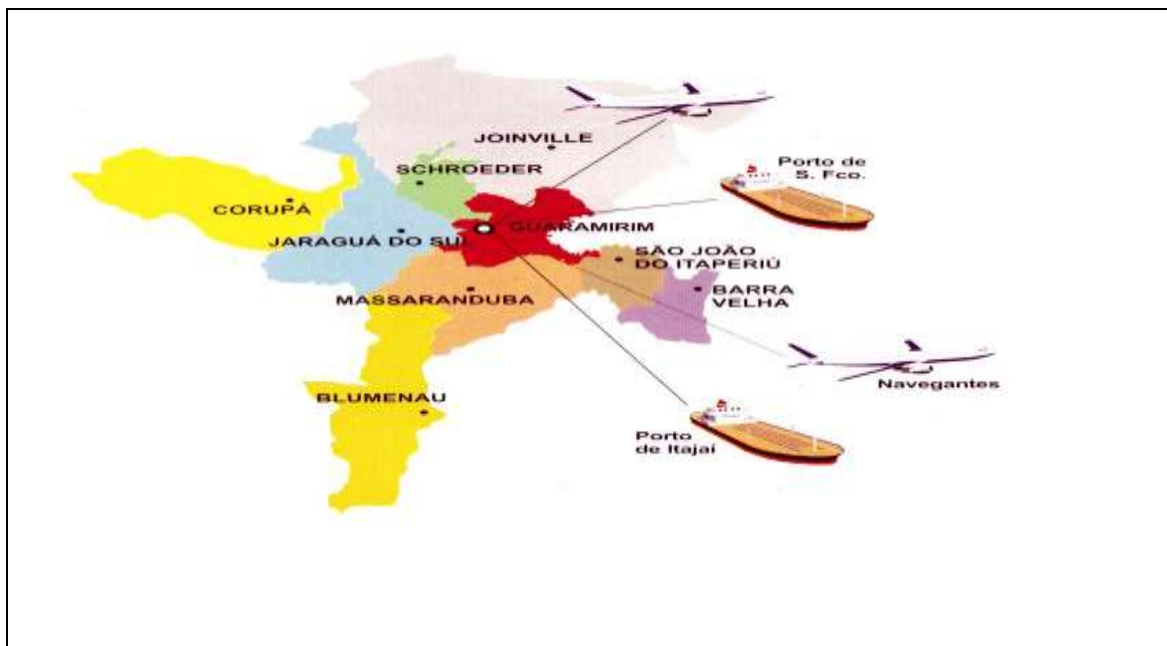 JOINVILLE
Porto de
S. Fco.
SCHROEDER
CORUPÁ
GUARAMIRIM
JARAGUÁ DO SUL
SÃO JOÃO
DO ITAPERIÚ
BARRA
VELHA
MASSARANDUBA
Navegantes
BLUMENAU
Porto
de Itajaí